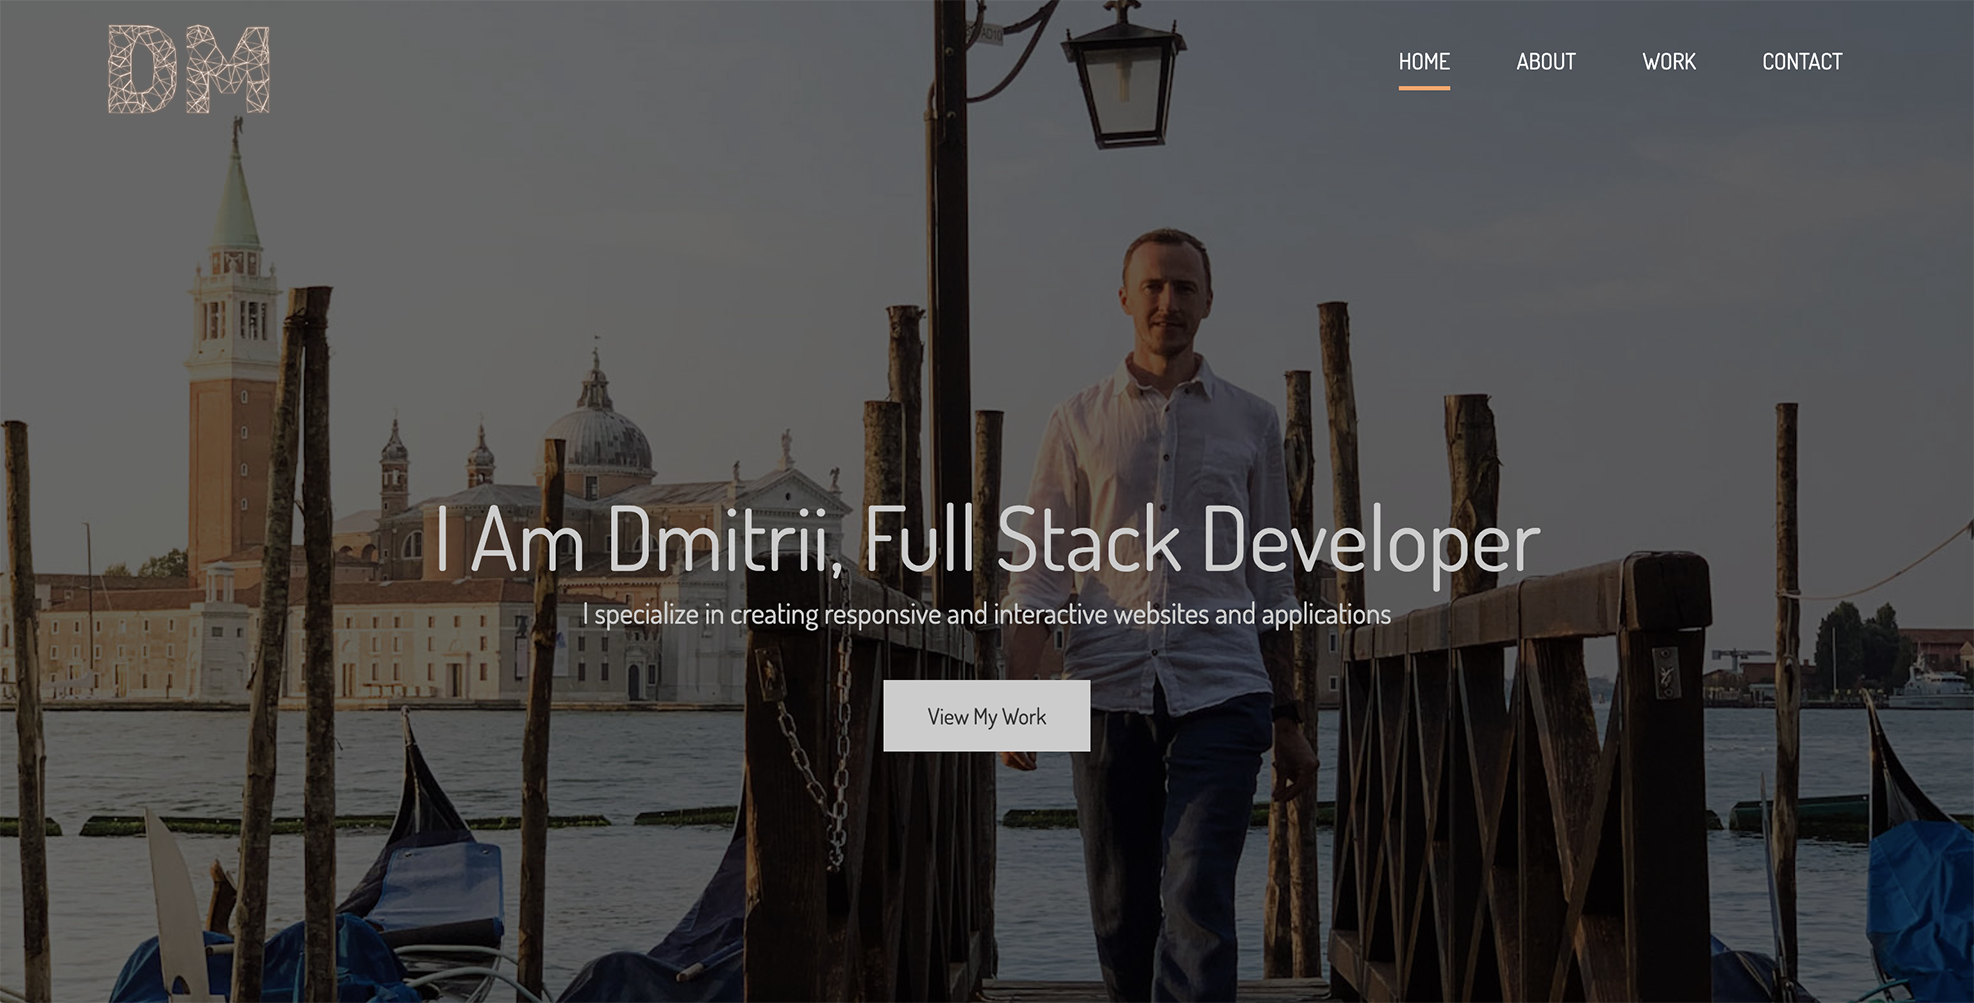 DM
HOME ABOUT WORK CONTACT
I Am Dmitrii, Full Stack Developer
I specialize in creating responsive and interactive websites and applications
View My Work